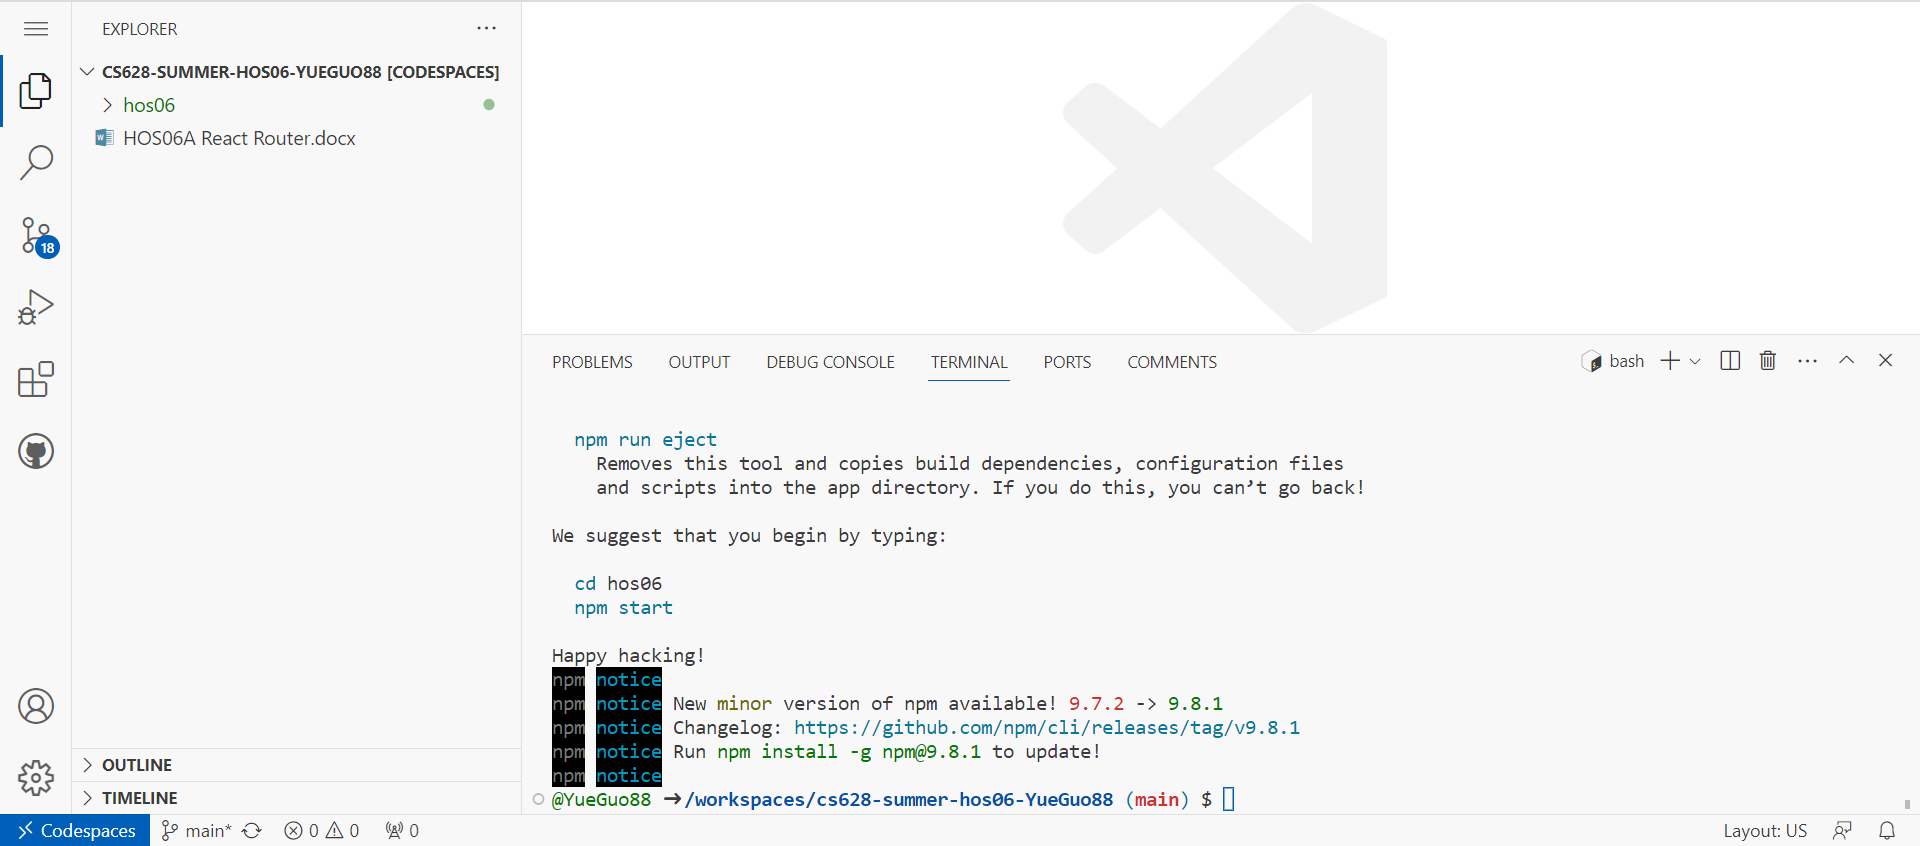 EXPLORER
CS628-SUMMER-HOS06-YUEGUO88 [CODESPACES]
hos06
HOS06A React Router.docx
18
OUTLINE
TIMELINE
PROBLEMS OUTPUT DEBUG CONSOLE TERMINAL PORTS COMMENTS
bash
npm run eject
Removes this tool and copies build dependencies, configuration files
and scripts into the app directory. If you do this, you can’t go back!
We suggest that you begin by typing:
cd hos06
npm start
Happy hacking!
npm notice
npm notice New minor version of npm available! 9.7.2 -> 9.8.1
npm notice Changelog: https://github.com/npm/cli/releases/tag/v9.8.1
npm notice Run npm install -g npm@9.8.1 to update!
npm notice
@YueGuo88 ➜/workspaces/cs628-summer-hos06-YueGuo88 (main) $
Codespaces main* 0 0 0 Layout: US